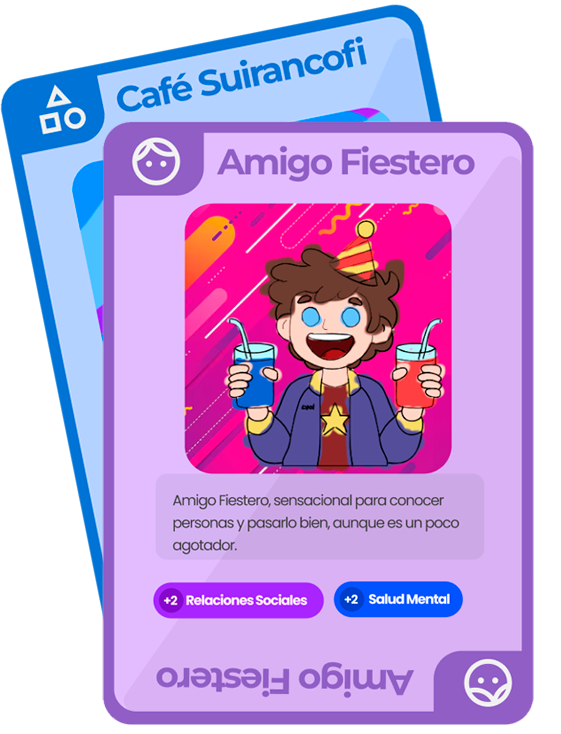 Café Suirancofi
Amigo Fiestero
Amigo Fiestero, sensacional para conocer
personas y pasarlo bien, aunque es un poco
agotador.
+2 Relaciones Sociales
+2 Salud Mental
Amigo Fiestero